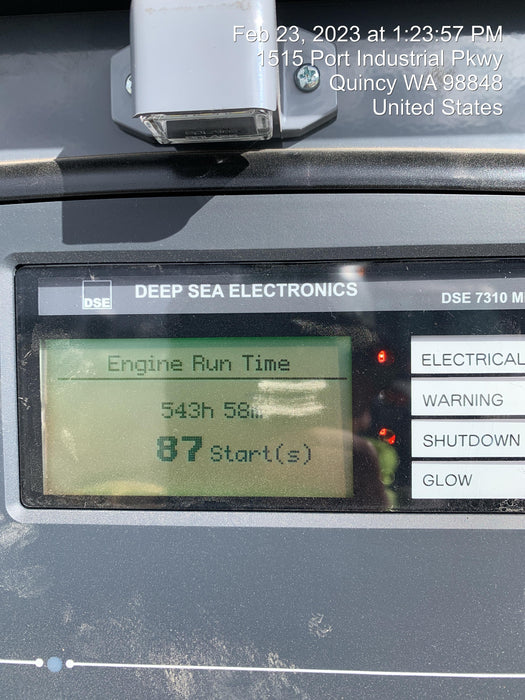 Feb 23, 2023 at 1:23:57 PM
1515 Port Industrial Pkwy
Quincy WA 98848
United States
DSE
DEEP SEA ELECTRONICS
DSE 7310 M
Engine Run Time
543h 58m
87 Start(s)
ELECTRICAL
WARNING
SHUTDOWN
GLOW